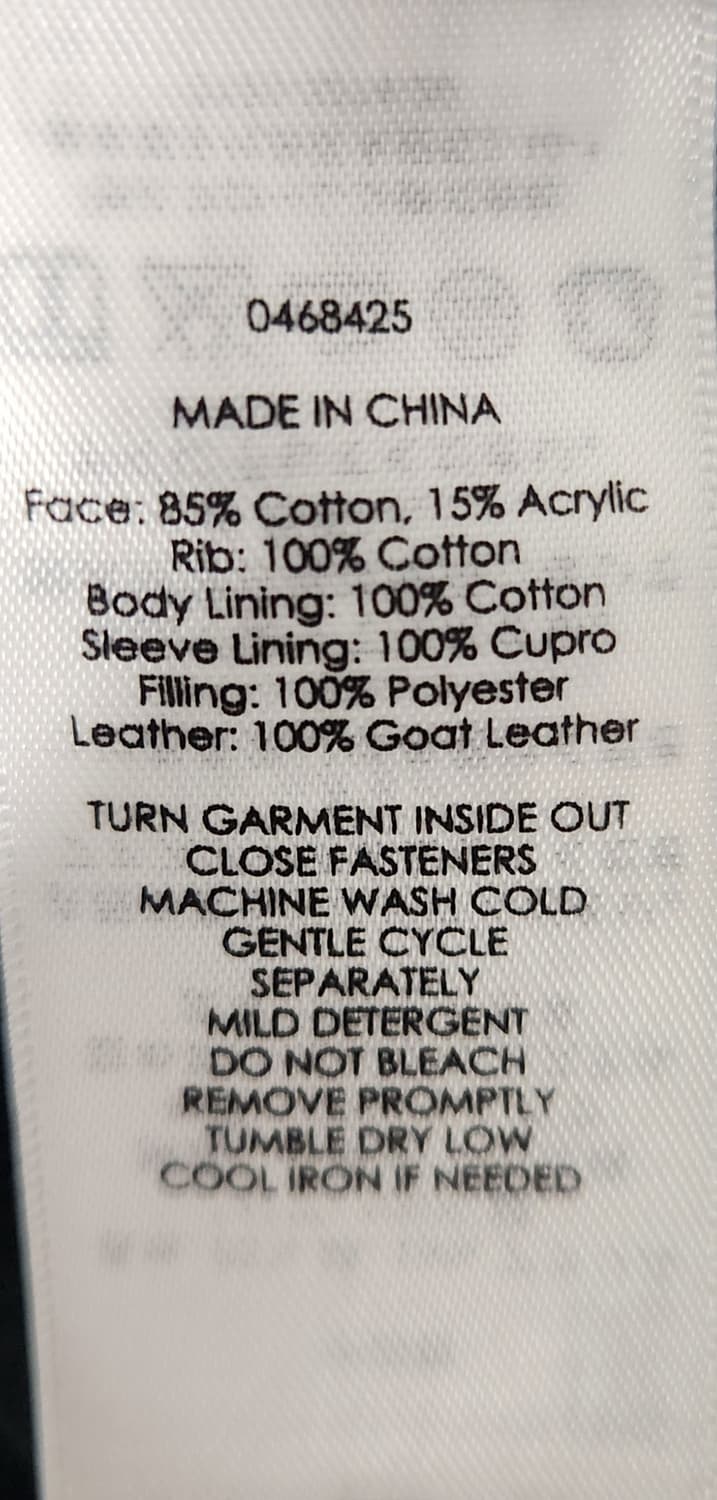 0468425
MADE IN CHINA
Face: 85% Cotton, 15% Acrylic
Rib: 100% Cotton
Body Lining: 100% Cotton
Sleeve Lining: 100% Cupro
Filling: 100% Polyester
Leather: 100% Goat Leather
TURN GARMENT INSIDE OUT
CLOSE FASTENERS
MACHINE WASH COLD
GENTLE CYCLE
SEPARATELY
MILD DETERGENT
DO NOT BLEACH
REMOVE PROMPTLY
TUMBLE DRY LOW
COOL IRON IF NEEDED